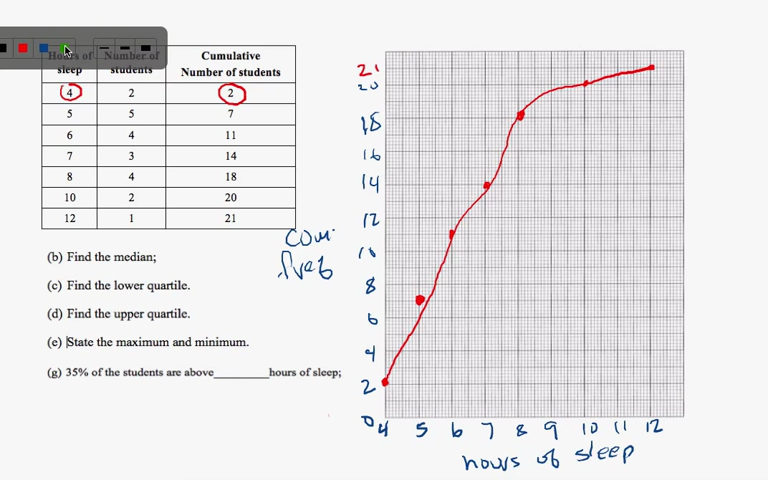 Hours of sleep Number of students Cumulative Number of students
4 2 2
5 5 7
6 4 11
7 3 14
8 4 18
10 2 20
12 1 21
(b) Find the median;
(c) Find the lower quartile.
(d) Find the upper quartile.
(e) State the maximum and minimum.
(g) 35% of the students are above________hours of sleep;
com.
freq
21
20
18
16
14
12
10
8
6
4
2
0
4 5 6 7 8 9 10 11 12
hours of sleep